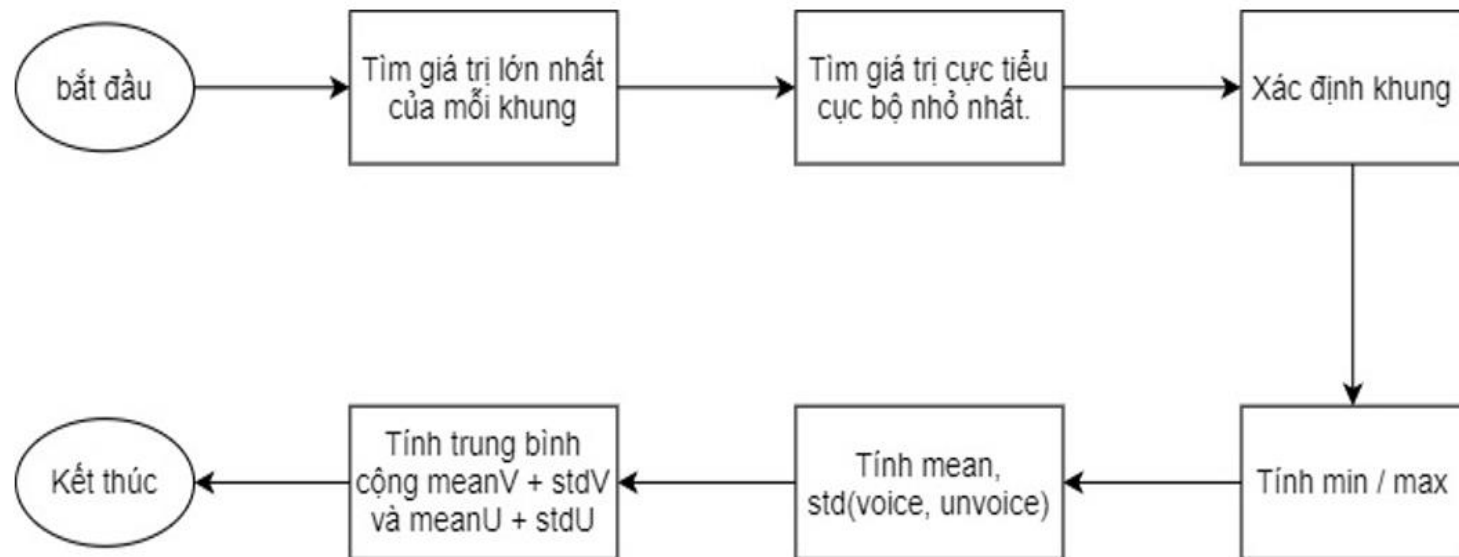 bắt đầu
Tìm giá trị lớn nhất
của mỗi khung
Tìm giá trị cực tiểu
cục bộ nhỏ nhất.
Xác định khung
Tính min / max
Tính mean,
std(voice, unvoice)
Tính trung bình
cộng meanV + stdV
và meanU + stdU
Kết thúc